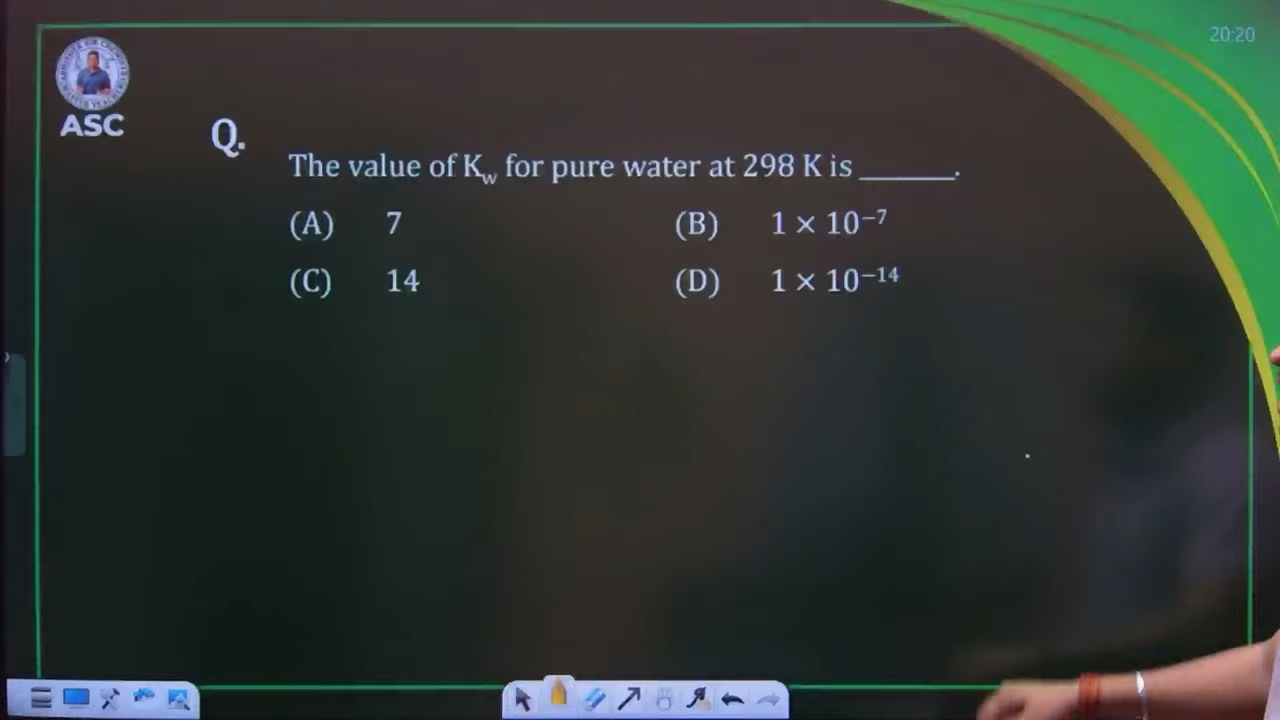 20:20
ASC
Q.
The value of K_w for pure water at 298 K is ______.
(A) 7 (B) 1 × 10⁻⁷
(C) 14 (D) 1 × 10⁻¹⁴